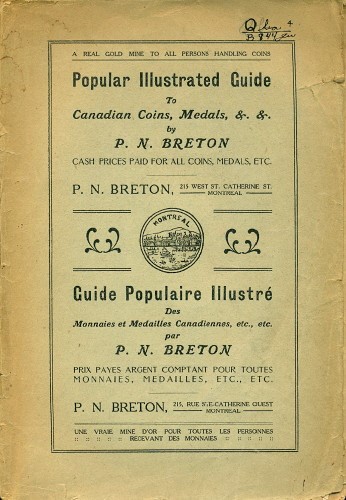 A REAL GOLD MINE TO ALL PERSONS HANDLING COINS
Popular Illustrated Guide
To
Canadian Coins, Medals, &. &.
by
P. N. BRETON
CASH PRICES PAID FOR ALL COINS, MEDALS, ETC.
P. N. BRETON, 215 WEST ST. CATHERINE ST.
MONTREAL
MONTREAL
Guide Populaire Illustré
Des
Monnaies et Medailles Canadiennes, etc., etc.
par
P. N. BRETON
PRIX PAYES ARGENT COMPTANT POUR TOUTES
MONNAIES, MEDAILLES, ETC., ETC.
P. N. BRETON, 215, RUE STE-CATHERINE OUEST
MONTREAL
UNE VRAIE MINE D'OR POUR TOUTES LES PERSONNES
:: :: :: :: :: RECEVANT DES MONNAIES :: :: :: :: ::